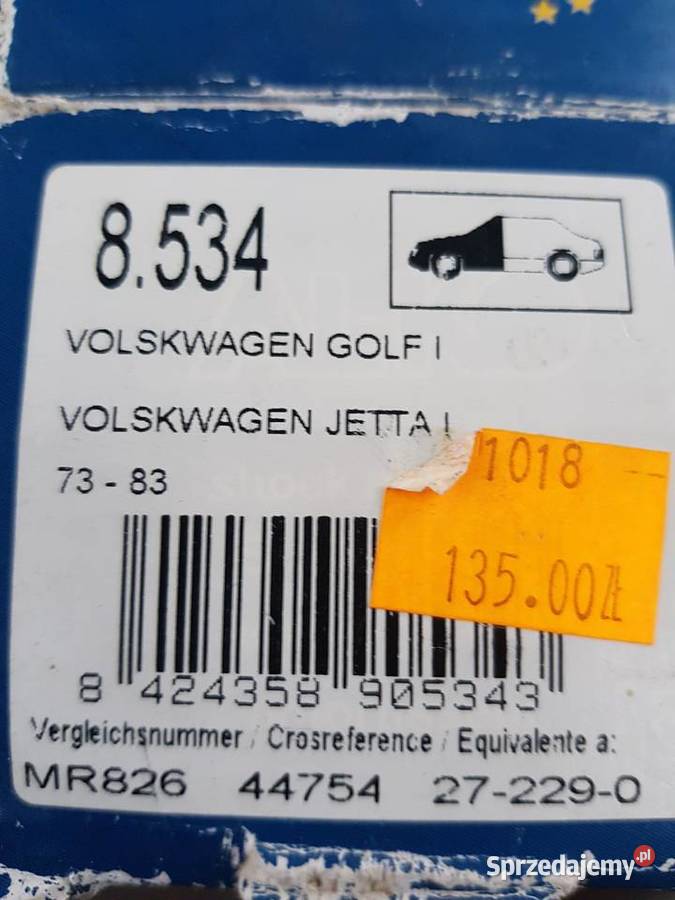 8.534
VOLSKWAGEN GOLF I
VOLSKWAGEN JETTA I
73 - 83
shock
1018
135.00ZŁ
8 424358 905343
Vergleichsnummer / Crosreference / Equivalente a:
MR826 44754 27-229-0
Sprzedajemy.pl